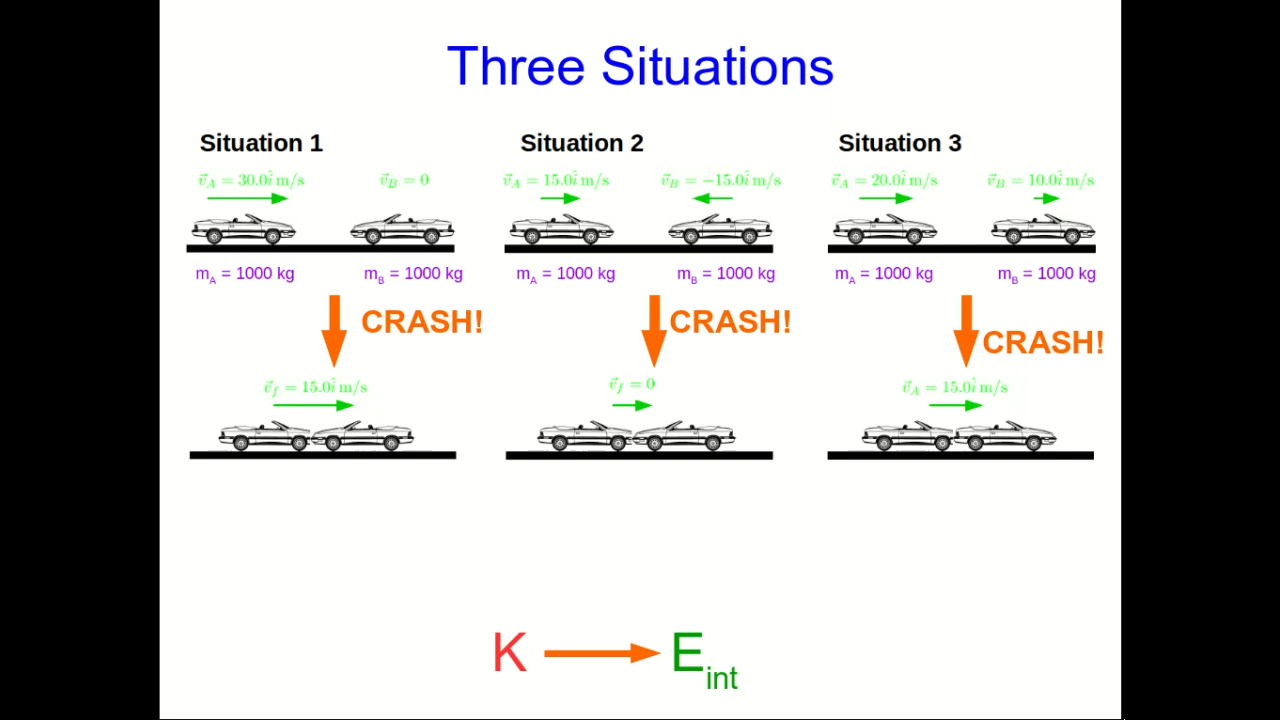 Three Situations
Situation 1
Situation 2
Situation 3
v⃗_A = 30.0î m/s
v⃗_B = 0
v⃗_A = 15.0î m/s
v⃗_B = −15.0î m/s
v⃗_A = 20.0î m/s
v⃗_B = 10.0î m/s
m_A = 1000 kg
m_B = 1000 kg
m_A = 1000 kg
m_B = 1000 kg
m_A = 1000 kg
m_B = 1000 kg
CRASH!
CRASH!
CRASH!
v⃗_f = 15.0î m/s
v⃗_f = 0
v⃗_A = 15.0î m/s
K
E_int